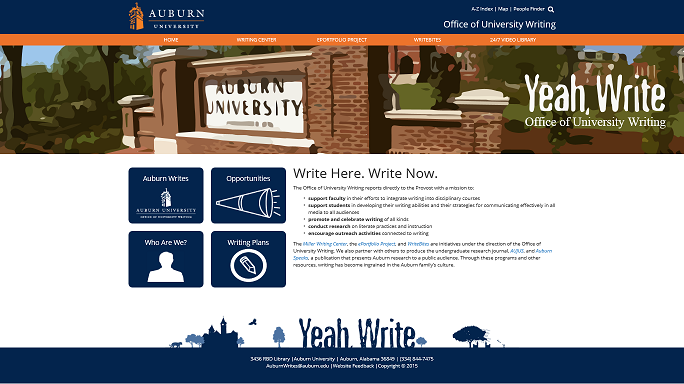 AUBURN
UNIVERSITY
A-Z Index | Map | People Finder
Office of University Writing
HOME WRITING CENTER EPORTFOLIO PROJECT WRITEBITES 24/7 VIDEO LIBRARY
AUBURN
UNIVERSITY
Yeah, Write
Office of University Writing
Auburn Writes
AUBURN UNIVERSITY
OFFICE OF UNIVERSITY WRITING
Opportunities
Who Are We?
Writing Plans
Write Here. Write Now.
The Office of University Writing reports directly to the Provost with a mission to:
support faculty in their efforts to integrate writing into disciplinary courses
support students in developing their writing abilities and their strategies for communicating effectively in all
media to all audiences
promote and celebrate writing of all kinds
conduct research on literate practices and instruction
encourage outreach activities connected to writing
The Miller Writing Center, the ePortfolio Project, and WriteBites are initiatives under the direction of the Office of
University Writing. We also partner with others to produce the undergraduate research journal, AUJUS, and Auburn
Speaks, a publication that presents Auburn research to a public audience. Through these programs and other
resources, writing has become ingrained in the Auburn family's culture.
Yeah, Write
3436 RBD Library | Auburn University | Auburn, Alabama 36849 | (334) 844-7475
AuburnWrites@auburn.edu | Website Feedback | Copyright © 2015